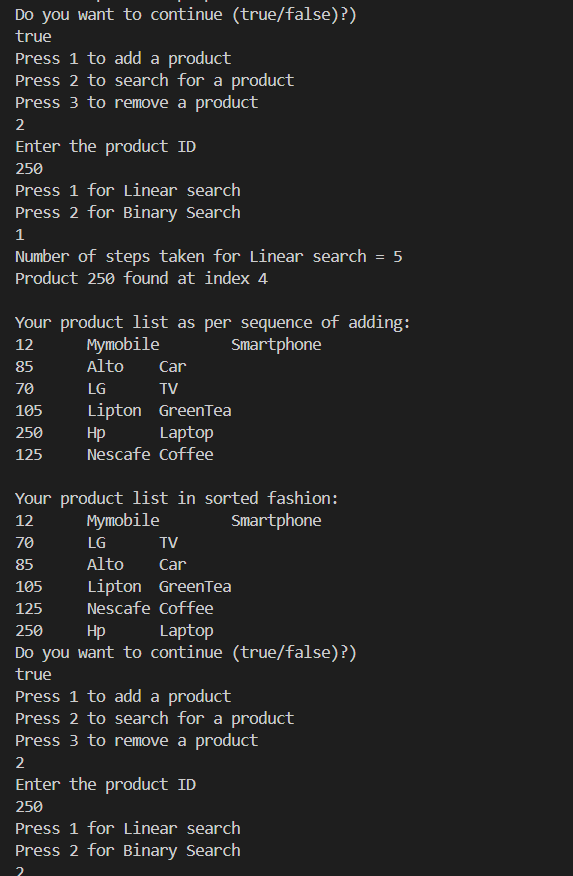 Do you want to continue (true/false)?)
true
Press 1 to add a product
Press 2 to search for a product
Press 3 to remove a product
2
Enter the product ID
250
Press 1 for Linear search
Press 2 for Binary Search
1
Number of steps taken for Linear search = 5
Product 250 found at index 4

Your product list as per sequence of adding:
12      Mymobile        Smartphone
85      Alto    Car
70      LG      TV
105     Lipton  GreenTea
250     Hp      Laptop
125     Nescafe Coffee

Your product list in sorted fashion:
12      Mymobile        Smartphone
70      LG      TV
85      Alto    Car
105     Lipton  GreenTea
125     Nescafe Coffee
250     Hp      Laptop
Do you want to continue (true/false)?)
true
Press 1 to add a product
Press 2 to search for a product
Press 3 to remove a product
2
Enter the product ID
250
Press 1 for Linear search
Press 2 for Binary Search
2